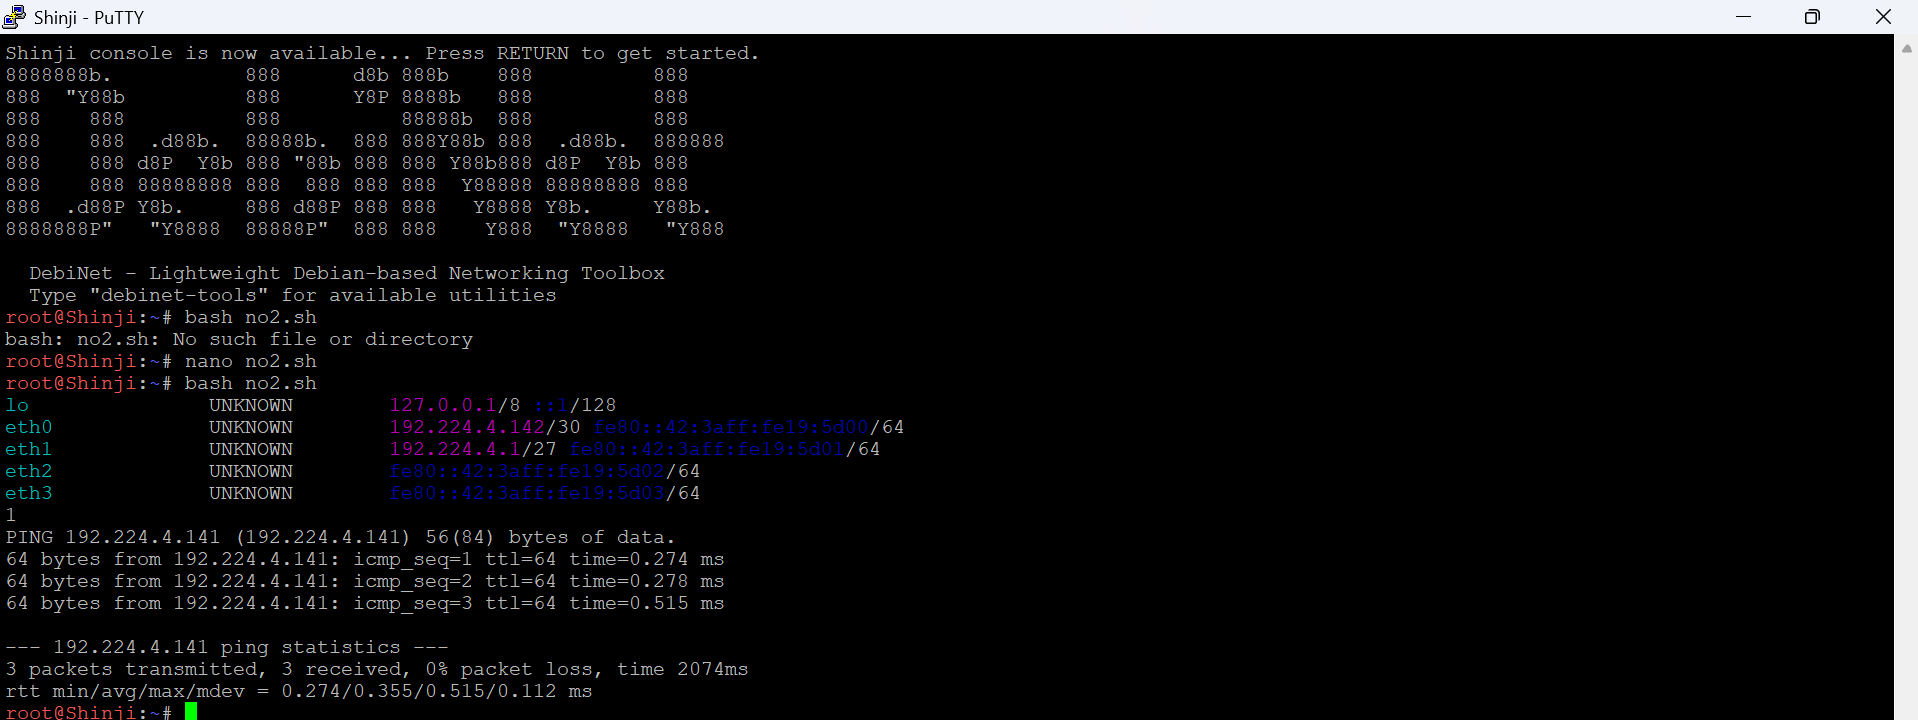 Shinji - PuTTY
Shinji console is now available... Press RETURN to get started.
8888888b.           888      d8b 888b    888          888
888  "Y88b          888      Y8P 8888b   888          888
888    888          888          88888b  888          888
888    888  .d88b.  88888b.  888 888Y88b 888  .d88b.  888888
888    888 d8P  Y8b 888 "88b 888 888 Y88b888 d8P  Y8b 888
888    888 88888888 888  888 888 888  Y88888 88888888 888
888  .d88P Y8b.     888 d88P 888 888   Y8888 Y8b.     Y88b.
8888888P"   "Y8888  88888P"  888 888    Y888  "Y8888   "Y888
DebiNet - Lightweight Debian-based Networking Toolbox
Type "debinet-tools" for available utilities
root@Shinji:~# bash no2.sh
bash: no2.sh: No such file or directory
root@Shinji:~# nano no2.sh
root@Shinji:~# bash no2.sh
lo               UNKNOWN        127.0.0.1/8 ::1/128
eth0             UNKNOWN        192.224.4.142/30 fe80::42:3aff:fe19:5d00/64
eth1             UNKNOWN        192.224.4.1/27 fe80::42:3aff:fe19:5d01/64
eth2             UNKNOWN        fe80::42:3aff:fe19:5d02/64
eth3             UNKNOWN        fe80::42:3aff:fe19:5d03/64
1
PING 192.224.4.141 (192.224.4.141) 56(84) bytes of data.
64 bytes from 192.224.4.141: icmp_seq=1 ttl=64 time=0.274 ms
64 bytes from 192.224.4.141: icmp_seq=2 ttl=64 time=0.278 ms
64 bytes from 192.224.4.141: icmp_seq=3 ttl=64 time=0.515 ms
--- 192.224.4.141 ping statistics ---
3 packets transmitted, 3 received, 0% packet loss, time 2074ms
rtt min/avg/max/mdev = 0.274/0.355/0.515/0.112 ms
root@Shinji:~#